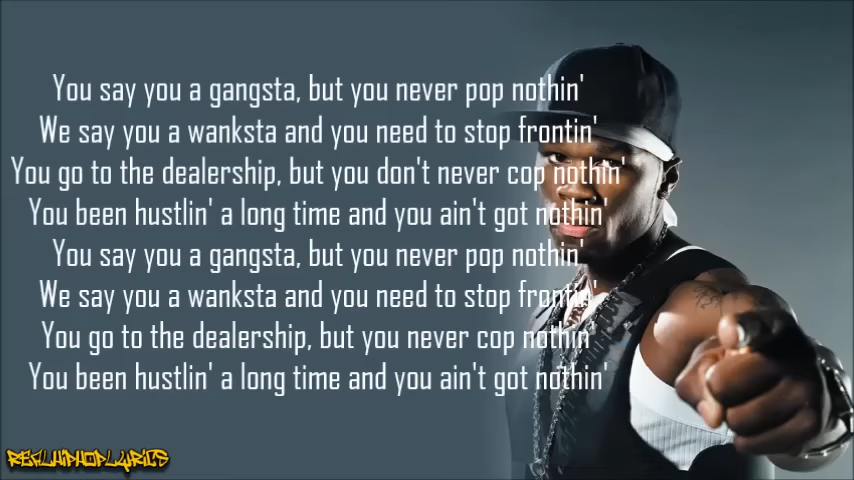 You say you a gangsta, but you never pop nothin'
We say you a wanksta and you need to stop frontin'
You go to the dealership, but you don't never cop nothin'
You been hustlin' a long time and you ain't got nothin'
You say you a gangsta, but you never pop nothin'
We say you a wanksta and you need to stop frontin'
You go to the dealership, but you never cop nothin'
You been hustlin' a long time and you ain't got nothin'
REALHIPHOPLYRICS